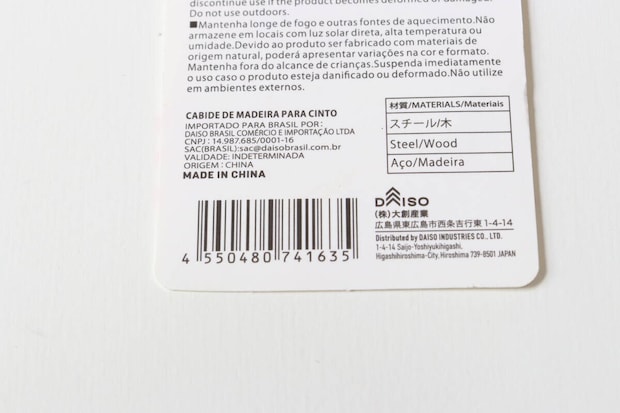 discontinue use if the product becomes deformed or damaged.
Do not use outdoors.
■Mantenha longe de fogo e outras fontes de aquecimento.Não
armazene em locais com luz solar direta, alta temperatura ou
umidade.Devido ao produto ser fabricado com materiais de
origem natural, poderá apresentar variações na cor e formato.
Mantenha fora do alcance de crianças.Suspenda imediatamente
o uso caso o produto esteja danificado ou deformado.Não utilize
em ambientes externos.
CABIDE DE MADEIRA PARA CINTO
IMPORTADO PARA BRASIL POR:
DAISO BRASIL COMÉRCIO E IMPORTAÇÃO LTDA
CNPJ : 14.987.685/0001-16
SAC(BRASIL):sac@daisobrasil.com.br
VALIDADE: INDETERMINADA
ORIGEM : CHINA
MADE IN CHINA
4 550480 741635
材質/MATERIALS/Materiais
スチール/木
Steel/Wood
Aço/Madeira
DAISO
(株)大創産業
広島県東広島市西条吉行東 1-4-14
Distributed by DAISO INDUSTRIES CO., LTD.
1-4-14 Saijo-Yoshiyukihigashi,
Higashihiroshima-City, Hiroshima 739-8501 JAPAN